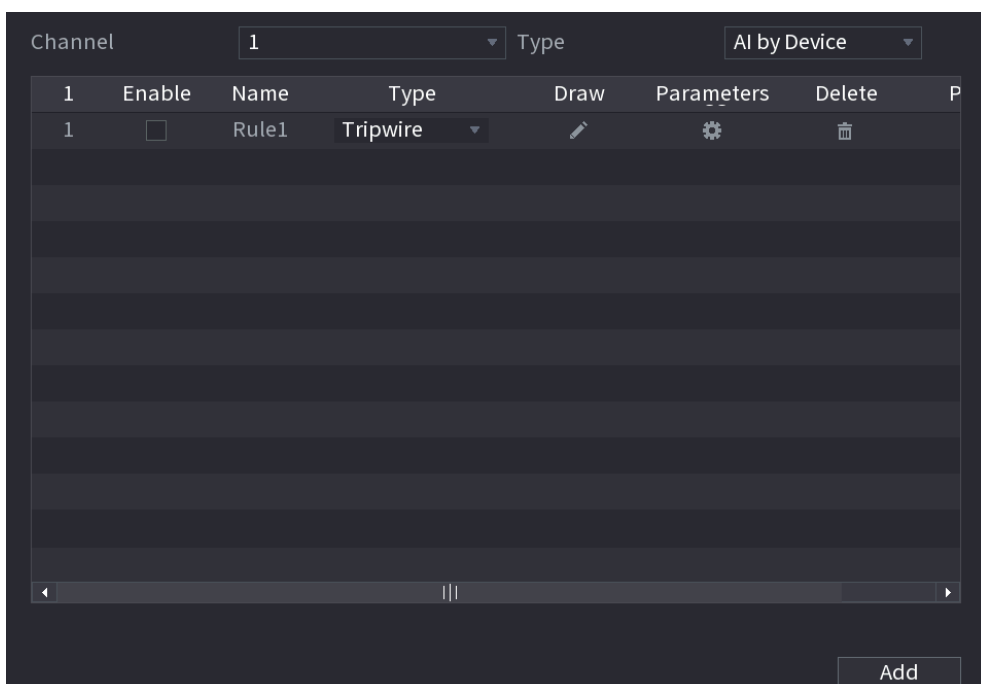 Channel 1 Type AI by Device
1 Enable Name Type Draw Parameters Delete P
1 Rule1 Tripwire
Add